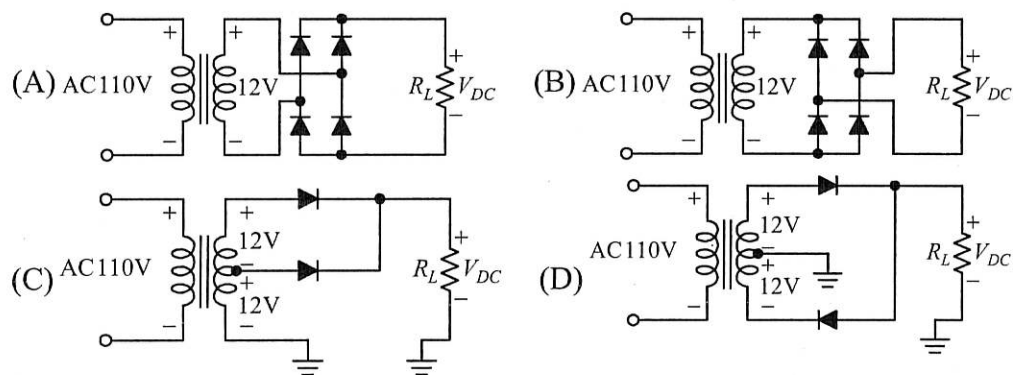 (A) AC110V + - + 12V - R_L + V_DC -
(B) AC110V + - + 12V - R_L + V_DC -
(C) AC110V + - + 12V - + 12V - R_L + V_DC -
(D) AC110V + - + 12V - + 12V - R_L + V_DC -